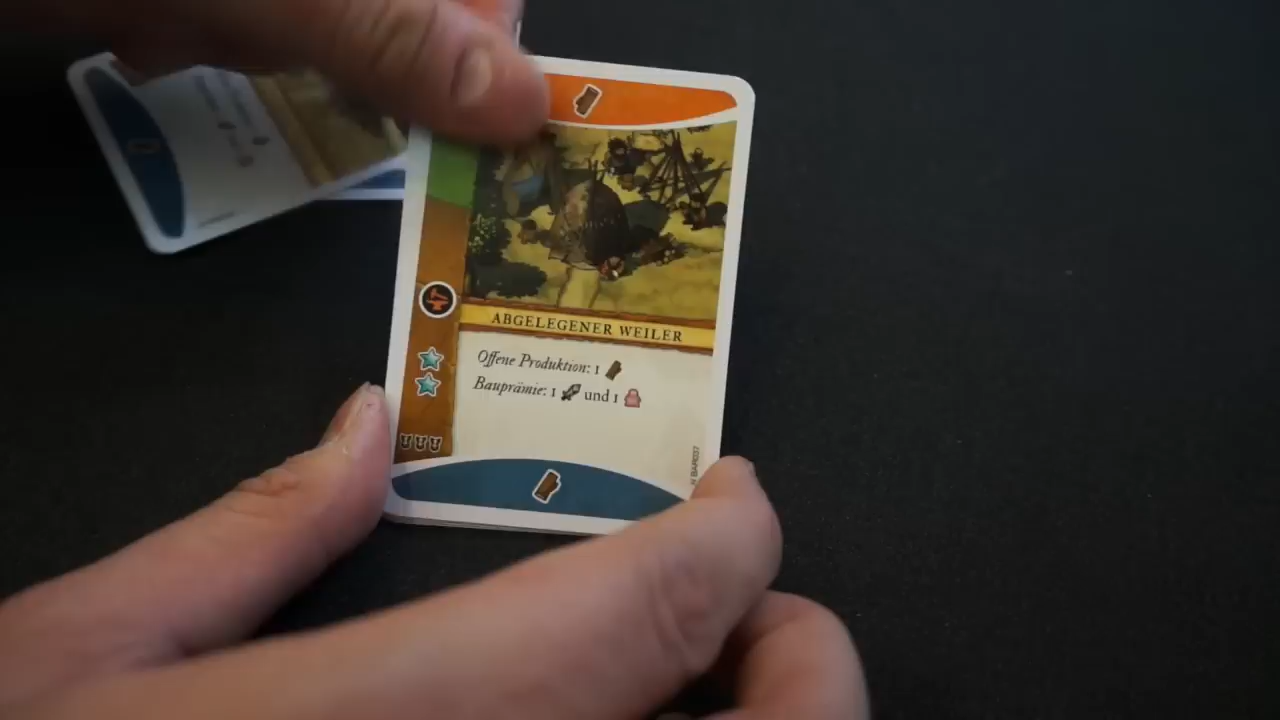 ABGELEGENER WEILER
Offene Produktion: 1
Bauprämie: 1 und 1